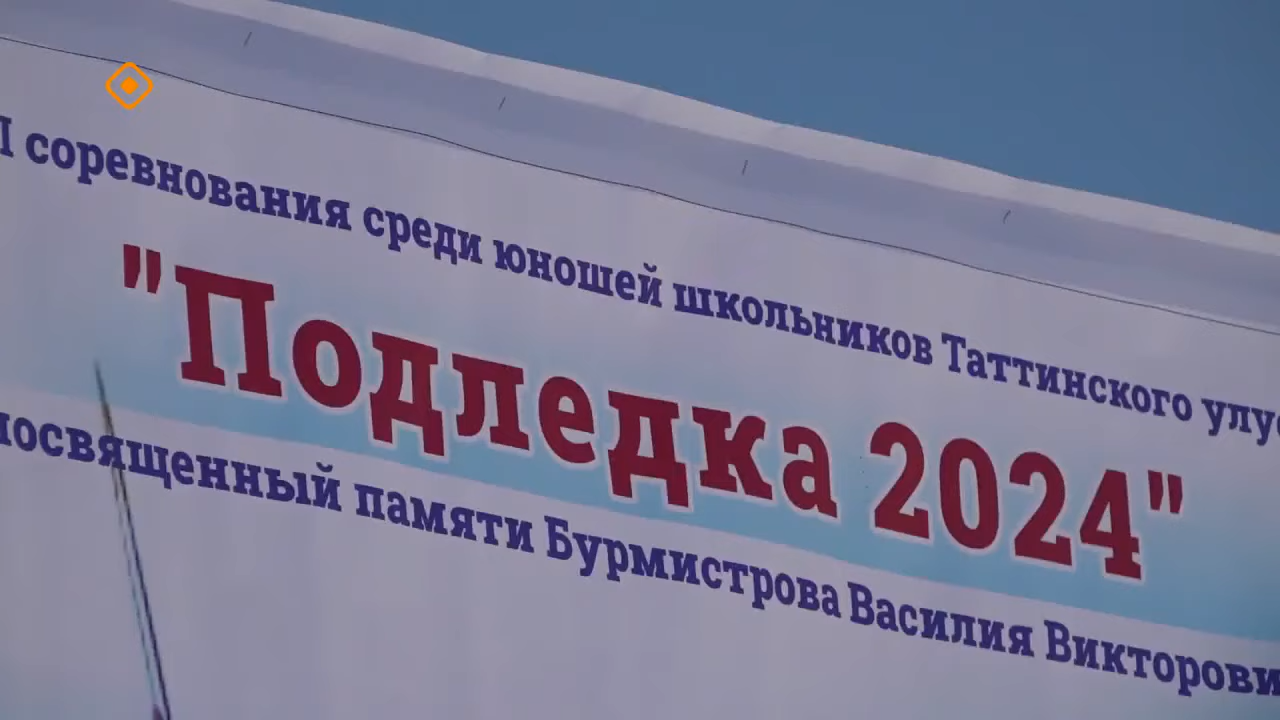 I соревнования среди юношей школьников Таттинского улу
"Подледка 2024"
посвященный памяти Бурмистрова Василия Викторови